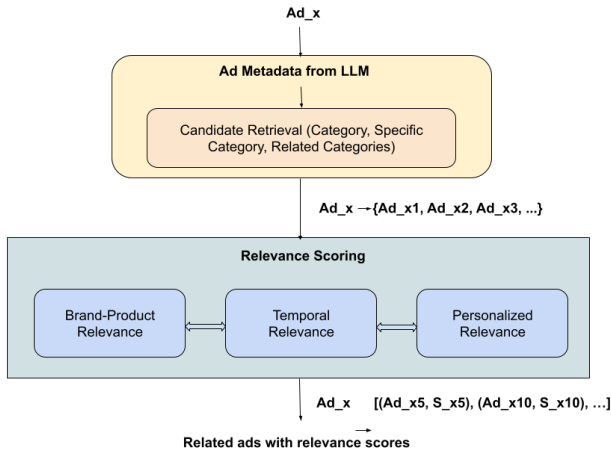 Ad_x
Ad Metadata from LLM
Candidate Retrieval (Category, Specific
Category, Related Categories)
Ad_x → {Ad_x1, Ad_x2, Ad_x3, ...}
Relevance Scoring
Brand-Product
Relevance
Temporal
Relevance
Personalized
Relevance
Ad_x → [(Ad_x5, S_x5), (Ad_x10, S_x10), …]
Related ads with relevance scores